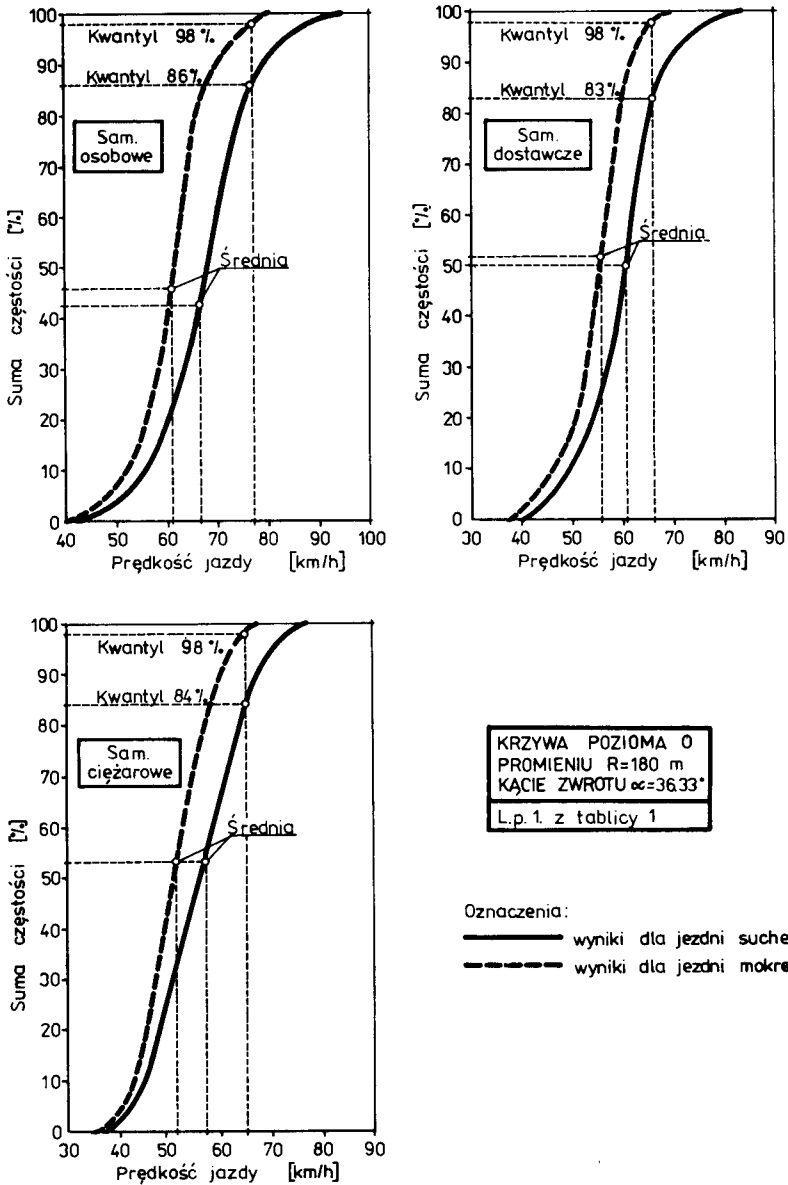 Suma częstości [%]
100
90
80
70
60
50
40
30
20
10
0
Kwantyl 98%
Kwantyl 86%
Sam.
osobowe
Średnia
40 50 60 70 80 90 100
Prędkość jazdy [km/h]
Suma częstości [%]
100
90
80
70
60
50
40
30
20
10
0
Kwantyl 98%
Kwantyl 83%
Sam.
dostawcze
Średnia
30 40 50 60 70 80 90
Prędkość jazdy [km/h]
Suma częstości [%]
100
90
80
70
60
50
40
30
20
10
0
Kwantyl 98%
Kwantyl 84%
Sam.
ciężarowe
Średnia
30 40 50 60 70 80 90
Prędkość jazdy [km/h]
KRZYWA POZIOMA O
PROMIENIU R=180 m
KĄCIE ZWROTU ∝=36.33°
L.p. 1. z tablicy 1
Oznaczenia:
wyniki dla jezdni suche
wyniki dla jezdni mokre